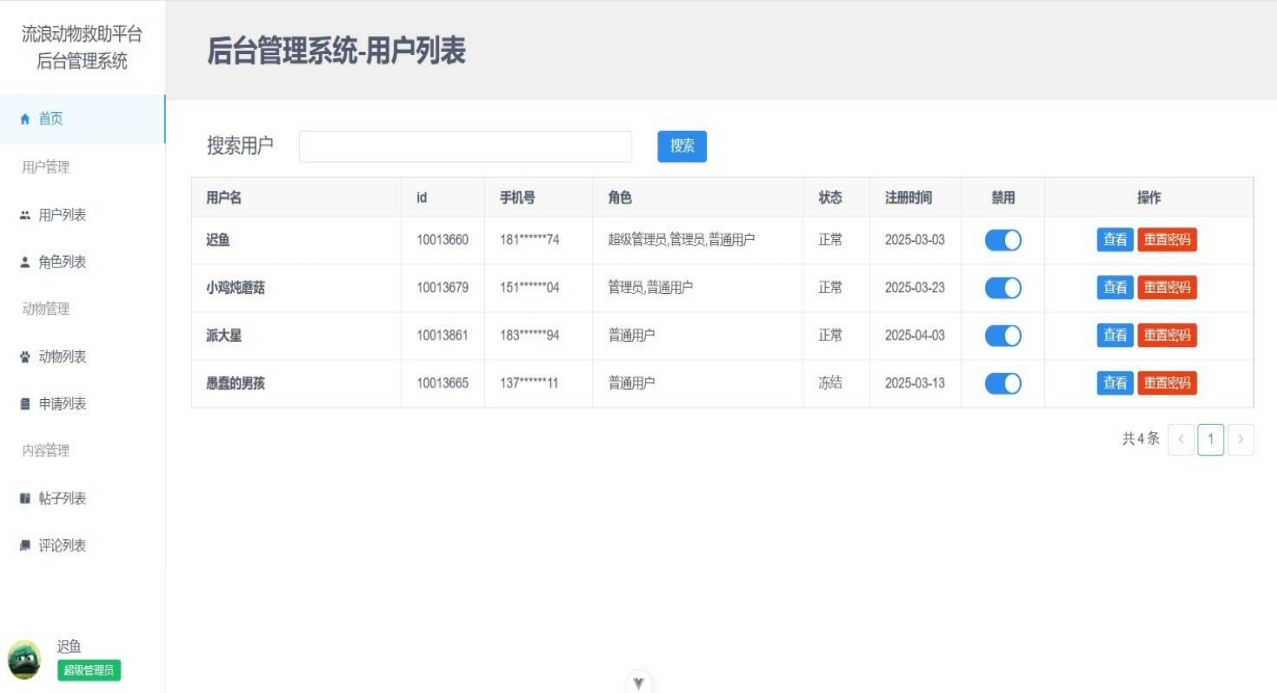 流浪动物救助平台
后台管理系统
后台管理系统-用户列表
首页
用户管理
用户列表
角色列表
动物管理
动物列表
申请列表
内容管理
帖子列表
评论列表
迟鱼
超级管理员
搜索用户 搜索
用户名 id 手机号 角色 状态 注册时间 禁用 操作
迟鱼 10013660 181******74 超级管理员,管理员,普通用户 正常 2025-03-03 查看 重置密码
小鸡炖蘑菇 10013679 151******04 管理员,普通用户 正常 2025-03-23 查看 重置密码
派大星 10013861 183******94 普通用户 正常 2025-04-03 查看 重置密码
愚蠢的男孩 10013665 137******11 普通用户 冻结 2025-03-13 查看 重置密码
共 4 条 < 1 >